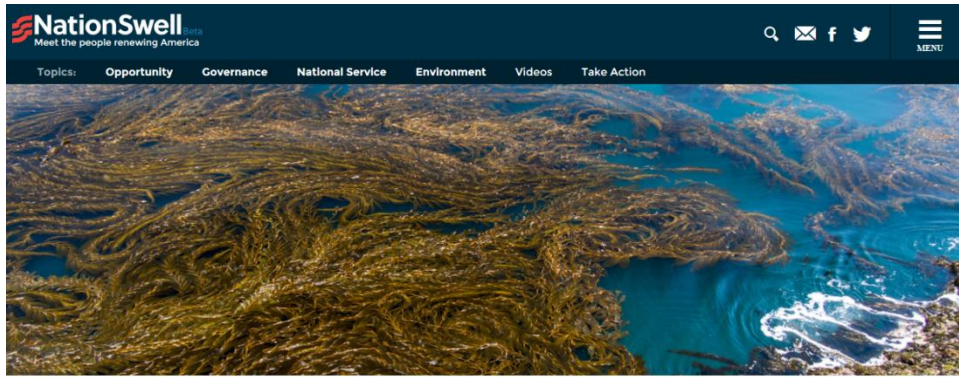 NationSwell Beta
Meet the people renewing America
f
MENU
Topics: Opportunity Governance National Service Environment Videos Take Action